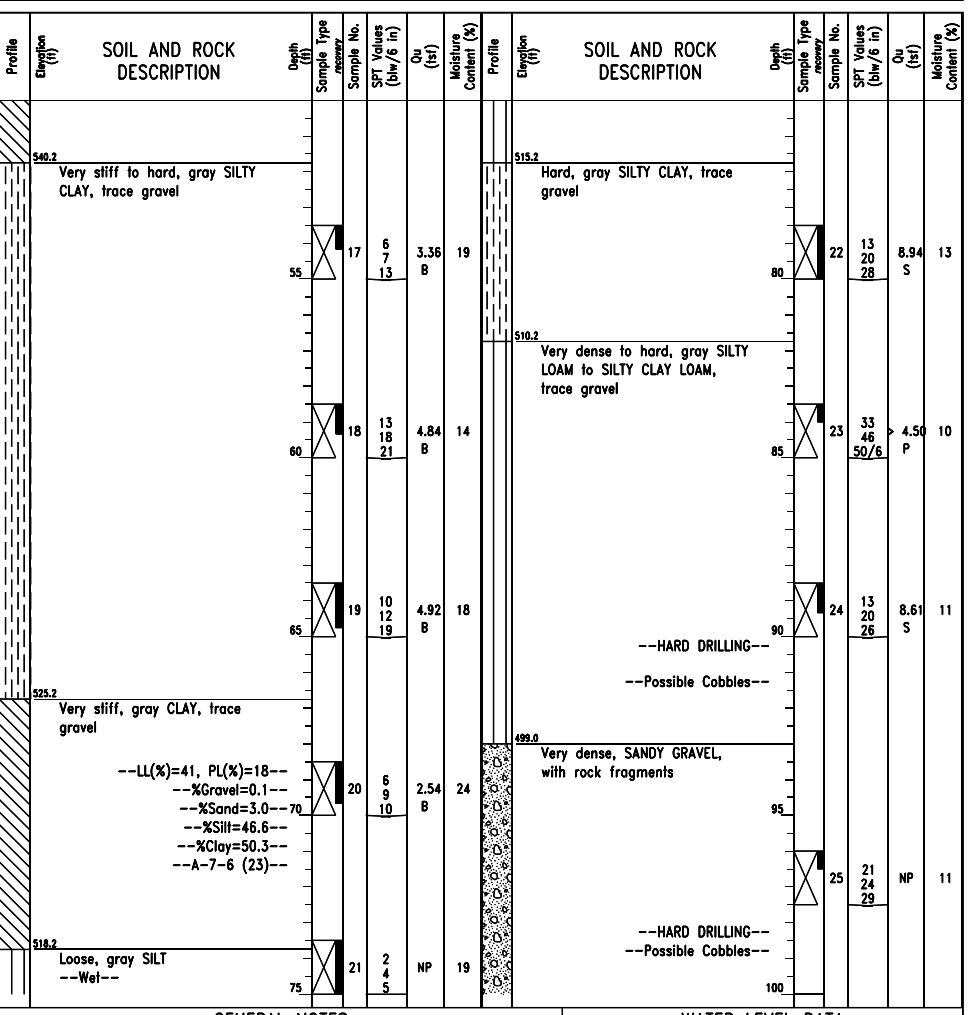 Profile
Elevation
(ft)
SOIL AND ROCK
DESCRIPTION
Depth
(ft)
Sample Type
recovery
Sample No.
SPT Values
(blw/6 in)
Qu
(tsf)
Moisture
Content (%)
540.2
Very stiff to hard, gray SILTY
CLAY, trace gravel
17
6
7
13
3.36
B
19
55
18
13
18
21
4.84
B
14
60
19
10
12
19
4.92
B
18
65
525.2
Very stiff, gray CLAY, trace
gravel
--LL(%)=41, PL(%)=18--
--%Gravel=0.1--
--%Sand=3.0--
--%Silt=46.6--
--%Clay=50.3--
--A-7-6 (23)--
20
6
9
10
2.54
B
24
70
518.2
Loose, gray SILT
--Wet--
21
2
4
5
NP
19
75
Profile
Elevation
(ft)
SOIL AND ROCK
DESCRIPTION
Depth
(ft)
Sample Type
recovery
Sample No.
SPT Values
(blw/6 in)
Qu
(tsf)
Moisture
Content (%)
515.2
Hard, gray SILTY CLAY, trace
gravel
22
13
20
28
8.94
S
13
80
510.2
Very dense to hard, gray SILTY
LOAM to SILTY CLAY LOAM,
trace gravel
23
33
46
50/6
> 4.50
P
10
85
24
13
20
26
8.61
S
11
90
--HARD DRILLING--
--Possible Cobbles--
499.0
Very dense, SANDY GRAVEL,
with rock fragments
95
25
21
24
29
NP
11
--HARD DRILLING--
--Possible Cobbles--
100
GENERAL NOTES
WATER LEVEL DATA